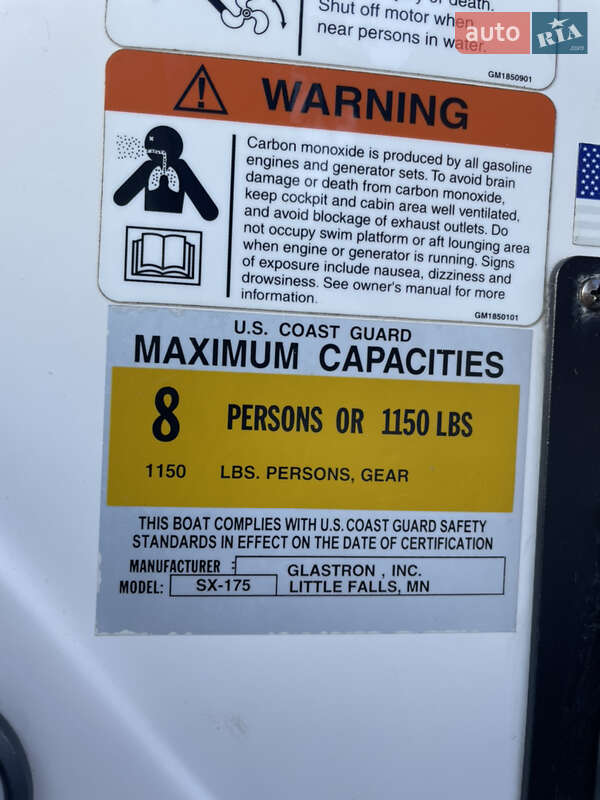 of death.
Shut off motor when
near persons in water.
GM1850901
auto RIA .com
WARNING
Carbon monoxide is produced by all gasoline
engines and generator sets. To avoid brain
damage or death from carbon monoxide,
keep cockpit and cabin area well ventilated,
and avoid blockage of exhaust outlets. Do
not occupy swim platform or aft lounging area
when engine or generator is running. Signs
of exposure include nausea, dizziness and
drowsiness. See owner's manual for more
information.
GM1850101
U.S. COAST GUARD
MAXIMUM CAPACITIES
8 PERSONS OR 1150 LBS
1150 LBS. PERSONS, GEAR
THIS BOAT COMPLIES WITH U.S. COAST GUARD SAFETY
STANDARDS IN EFFECT ON THE DATE OF CERTIFICATION
MANUFACTURER : GLASTRON , INC.
MODEL: SX-175 LITTLE FALLS, MN